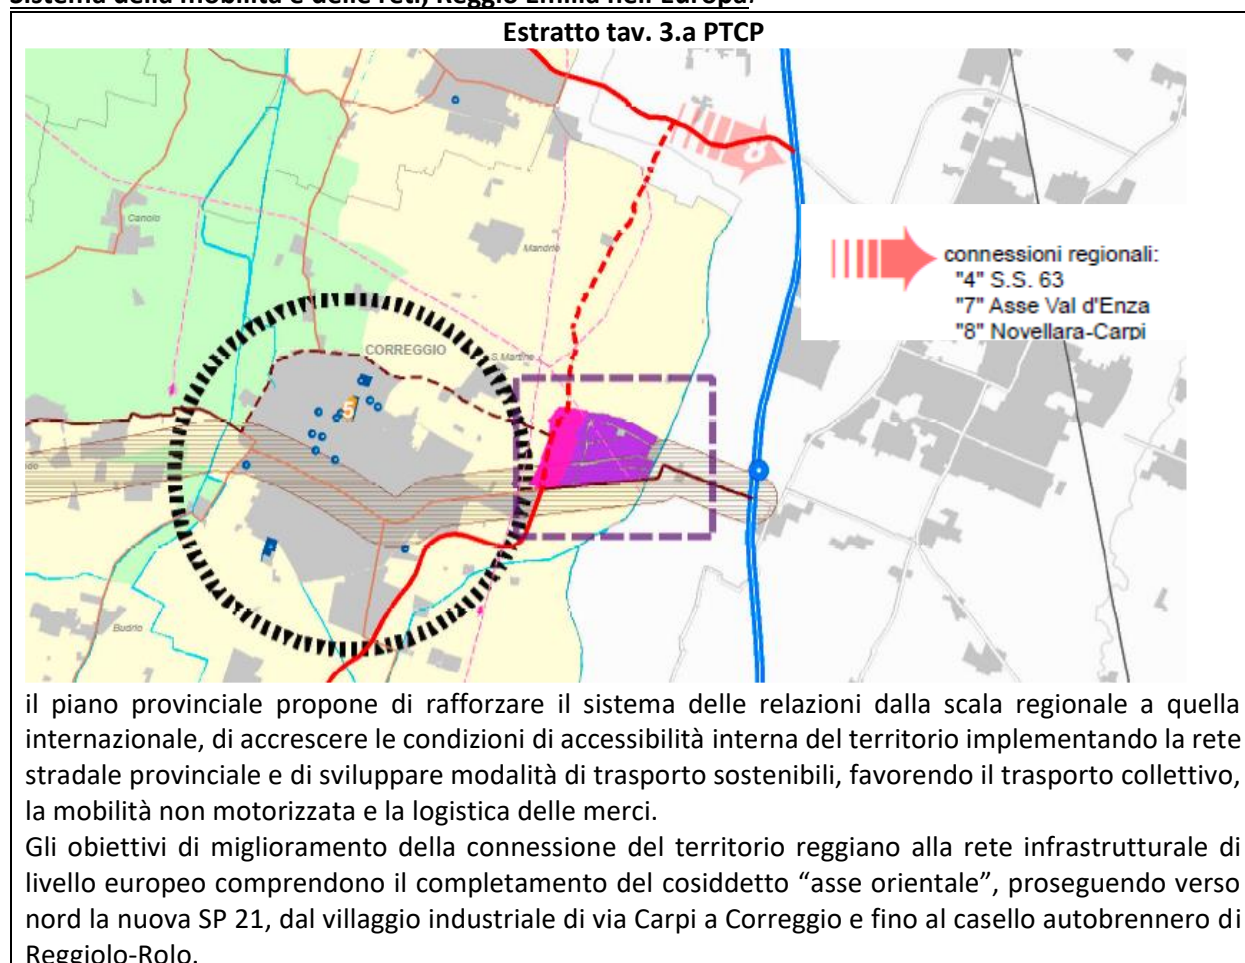 Sistema della mobilità e delle reti, Reggio Emilia nell'Europa.
Estratto tav. 3.a PTCP
Canolo
Mandrio
connessioni regionali:
"4" S.S. 63
"7" Asse Val d'Enza
"8" Novellara-Carpi
CORREGGIO
S. Martino
5
Budrio
il piano provinciale propone di rafforzare il sistema delle relazioni dalla scala regionale a quella
internazionale, di accrescere le condizioni di accessibilità interna del territorio implementando la rete
stradale provinciale e di sviluppare modalità di trasporto sostenibili, favorendo il trasporto collettivo,
la mobilità non motorizzata e la logistica delle merci.
Gli obiettivi di miglioramento della connessione del territorio reggiano alla rete infrastrutturale di
livello europeo comprendono il completamento del cosiddetto “asse orientale”, proseguendo verso
nord la nuova SP 21, dal villaggio industriale di via Carpi a Correggio e fino al casello autobrennero di
Reggiolo-Rolo.